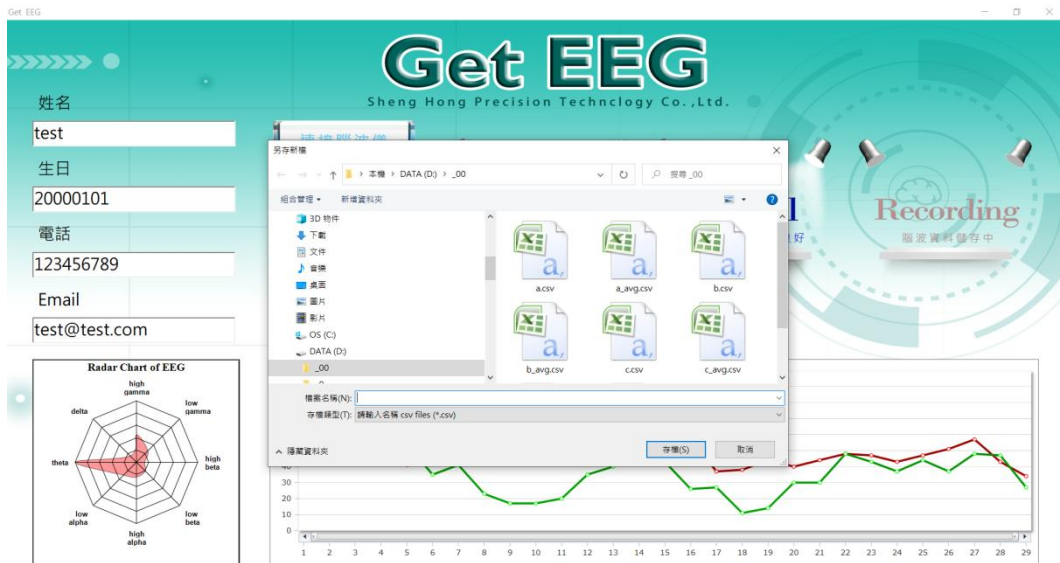 Get EEG
Get EEG
Sheng Hong Precision Technclogy Co.,Ltd.
姓名
test
生日
20000101
電話
123456789
Email
test@test.com
另存新檔
本機 › DATA (D:) › _00
搜尋 _00
組合管理
新增資料夾
3D 物件
下載
文件
音樂
桌面
圖片
影片
OS (C:)
DATA (D:)
_00
a.csv
a_avg.csv
b.csv
b_avg.csv
c.csv
c_avg.csv
檔案名稱(N):
存檔類型(T): 請輸入名稱 csv files (*.csv)
隱藏資料夾
存檔(S)
取消
好
Recording
腦波資料儲存中
Radar Chart of EEG
high gamma
low gamma
high beta
low beta
high alpha
low alpha
theta
delta
30
20
10
0
1 2 3 4 5 6 7 8 9 10 11 12 13 14 15 16 17 18 19 20 21 22 23 24 25 26 27 28 29